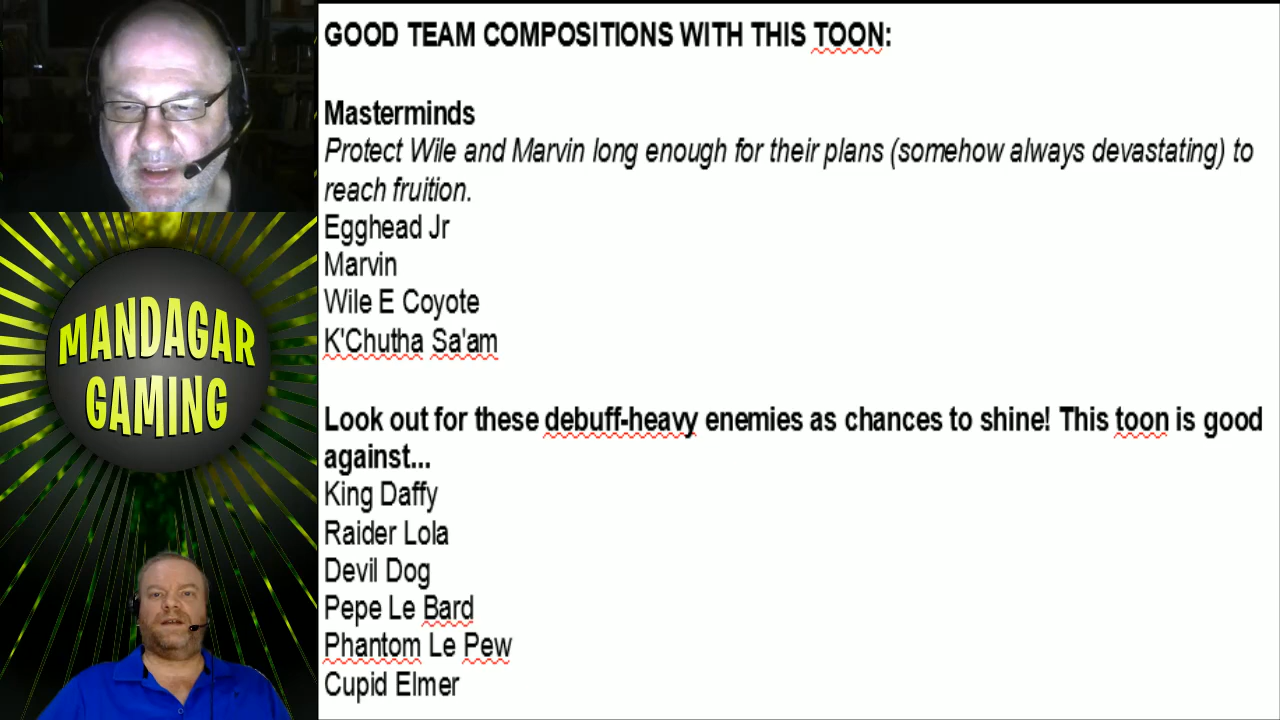 MANDAGAR
GAMING
GOOD TEAM COMPOSITIONS WITH THIS TOON:
Masterminds
Protect Wile and Marvin long enough for their plans (somehow always devastating) to
reach fruition.
Egghead Jr
Marvin
Wile E Coyote
K'Chutha Sa'am
Look out for these debuff-heavy enemies as chances to shine! This toon is good
against...
King Daffy
Raider Lola
Devil Dog
Pepe Le Bard
Phantom Le Pew
Cupid Elmer